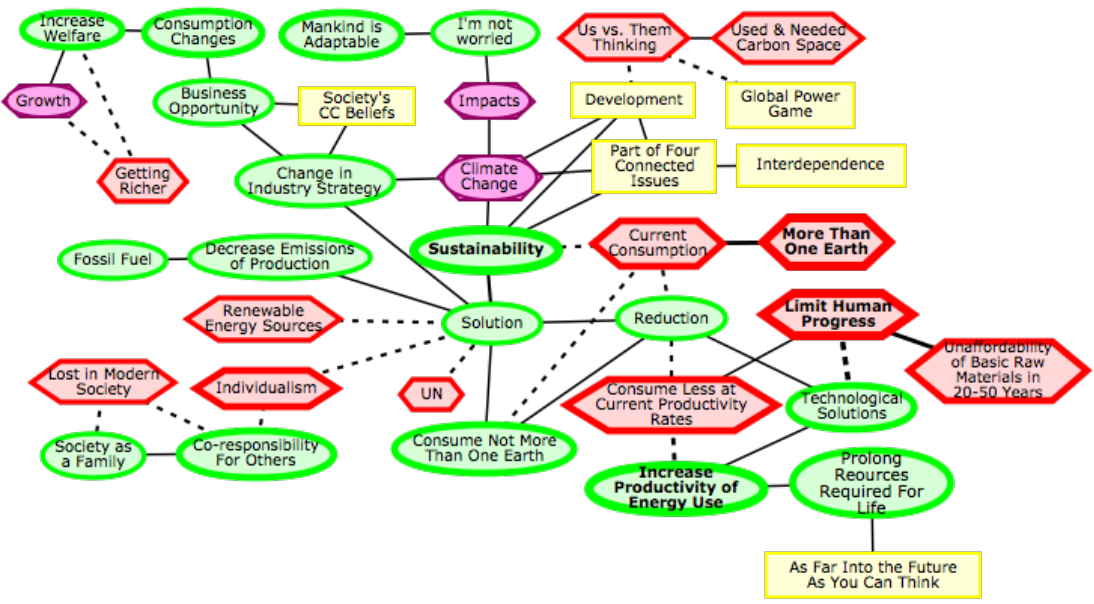 Increase
Welfare
Consumption
Changes
Mankind is
Adaptable
I'm not
worried
Us vs. Them
Thinking
Used & Needed
Carbon Space
Growth
Business
Opportunity
Society's
CC Beliefs
Impacts
Development
Global Power
Game
Getting
Richer
Change in
Industry Strategy
Climate
Change
Part of Four
Connected
Issues
Interdependence
Fossil Fuel
Decrease Emissions
of Production
Sustainability
Current
Consumption
More Than
One Earth
Renewable
Energy Sources
Solution
Reduction
Limit Human
Progress
Lost in Modern
Society
Individualism
UN
Consume Less at
Current Productivity
Rates
Technological
Solutions
Unaffordability
of Basic Raw
Materials in
20-50 Years
Society as
a Family
Co-responsibility
For Others
Consume Not More
Than One Earth
Increase
Productivity of
Energy Use
Prolong
Reources
Required For
Life
As Far Into the Future
As You Can Think